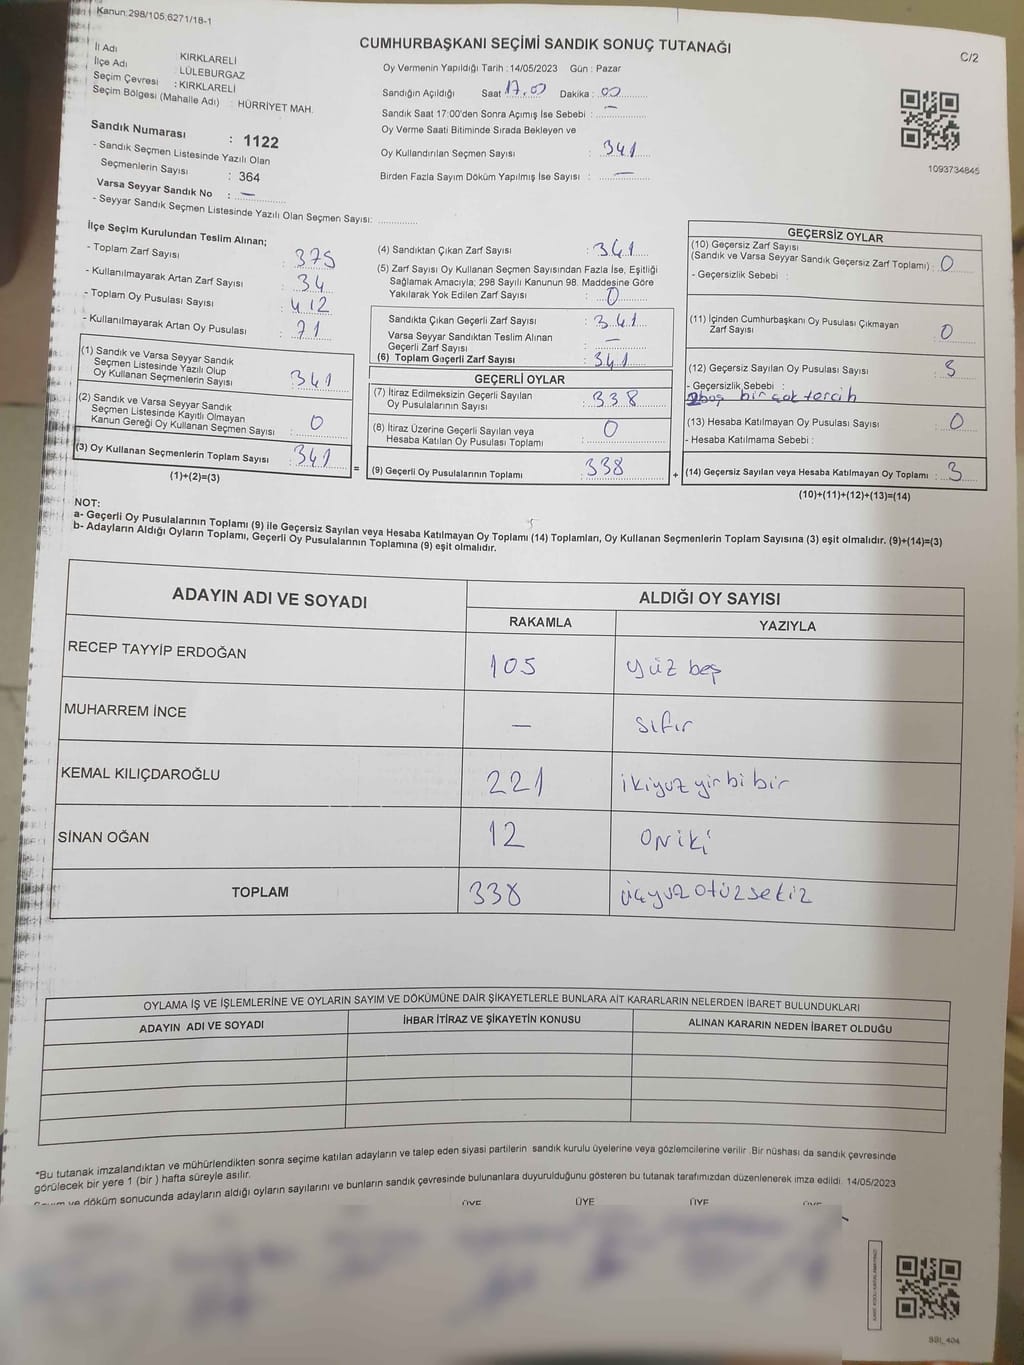 Kanun:298/105,6271/18-1
CUMHURBAŞKANI SEÇİMİ SANDIK SONUÇ TUTANAĞI
C/2
İl Adı KIRKLARELİ
İlçe Adı LÜLEBURGAZ
Seçim Çevresi : KIRKLARELİ
Seçim Bölgesi (Mahalle Adı) : HÜRRİYET MAH.
Sandık Numarası : 1122
- Sandık Seçmen Listesinde Yazılı Olan
Seçmenlerin Sayısı : 364
Varsa Seyyar Sandık No : —
- Seyyar Sandık Seçmen Listesinde Yazılı Olan Seçmen Sayısı:
Oy Vermenin Yapıldığı Tarih :14/05/2023 Gün : Pazar
Sandığın Açıldığı Saat 17.00 Dakika : 00
Sandık Saat 17:00'den Sonra Açımış İse Sebebi : —
Oy Verme Saati Bitiminde Sırada Bekleyen ve
Oy Kullandırılan Seçmen Sayısı : 341
Birden Fazla Sayım Döküm Yapılmış İse Sayısı : —
1093734845
İlçe Seçim Kurulundan Teslim Alınan;
- Toplam Zarf Sayısı : 375
- Kullanılmayarak Artan Zarf Sayısı : 34
- Toplam Oy Pusulası Sayısı : 412
- Kullanılmayarak Artan Oy Pusulası : 71
(1) Sandık ve Varsa Seyyar Sandık
Seçmen Listesinde Yazılı Olup
Oy Kullanan Seçmenlerin Sayısı : 341
(2) Sandık ve Varsa Seyyar Sandık
Seçmen Listesinde Kayıtlı Olmayan
Kanun Gereği Oy Kullanan Seçmen Sayısı : 0
(3) Oy Kullanan Seçmenlerin Toplam Sayısı : 341
(1)+(2)=(3)
=
(4) Sandıktan Çıkan Zarf Sayısı : 341
(5) Zarf Sayısı Oy Kullanan Seçmen Sayısından Fazla İse, Eşitliği
Sağlamak Amacıyla; 298 Sayılı Kanunun 98. Maddesine Göre
Yakılarak Yok Edilen Zarf Sayısı : 0
Sandıkta Çıkan Geçerli Zarf Sayısı : 341
Varsa Seyyar Sandıktan Teslim Alınan
Geçerli Zarf Sayısı : —
(6) Toplam Geçerli Zarf Sayısı : 341
GEÇERLİ OYLAR
(7) İtiraz Edilmeksizin Geçerli Sayılan
Oy Pusulalarının Sayısı : 338
(8) İtiraz Üzerine Geçerli Sayılan veya
Hesaba Katılan Oy Pusulası Toplamı : 0
(9) Geçerli Oy Pusulalarının Toplamı 338
+
GEÇERSİZ OYLAR
(10) Geçersiz Zarf Sayısı
(Sandık ve Varsa Seyyar Sandık Geçersiz Zarf Toplamı) : 0
- Geçersizlik Sebebi :
(11) İçinden Cumhurbaşkanı Oy Pusulası Çıkmayan
Zarf Sayısı : 0
(12) Geçersiz Sayılan Oy Pusulası Sayısı : 3
- Geçersizlik Sebebi :
2boş bir çok tercih
(13) Hesaba Katılmayan Oy Pusulası Sayısı : 0
- Hesaba Katılmama Sebebi :
(14) Geçersiz Sayılan veya Hesaba Katılmayan Oy Toplamı : 3
(10)+(11)+(12)+(13)=(14)
NOT:
a- Geçerli Oy Pusulalarının Toplamı (9) ile Geçersiz Sayılan veya Hesaba Katılmayan Oy Toplamı (14) Toplamları, Oy Kullanan Seçmenlerin Toplam Sayısına (3) eşit olmalıdır. (9)+(14)=(3)
b- Adayların Aldığı Oyların Toplamı, Geçerli Oy Pusulalarının Toplamına (9) eşit olmalıdır.
ADAYIN ADI VE SOYADI ALDIĞI OY SAYISI
RAKAMLA YAZIYLA
RECEP TAYYİP ERDOĞAN 105 yüz beş
MUHARREM İNCE — sıfır
KEMAL KILIÇDAROĞLU 221 ikiyuz yirbi bir
SİNAN OĞAN 12 oniki
TOPLAM 338 üçyuz otuzsekiz
OYLAMA İŞ VE İŞLEMLERİNE VE OYLARIN SAYIM VE DÖKÜMÜNE DAİR ŞİKAYETLERLE BUNLARA AİT KARARLARIN NELERDEN İBARET BULUNDUKLARI
ADAYIN ADI VE SOYADI İHBAR İTİRAZ VE ŞİKAYETİN KONUSU ALINAN KARARIN NEDEN İBARET OLDUĞU
*Bu tutanak imzalandıktan ve mühürlendikten sonra seçime katılan adayların ve talep eden siyasi partilerin sandık kurulu üyelerine veya gözlemcilerine verilir .Bir nüshası da sandık çevresinde
görülecek bir yere 1 (bir ) hafta süreyle asılır.
Sayım ve döküm sonucunda adayların aldığı oyların sayılarını ve bunların sandık çevresinde bulunanlara duyurulduğunu gösteren bu tutanak tarafımızdan düzenlenerek imza edildi. 14/05/2023
ÜYE ÜYE ÜYE
SSI_404